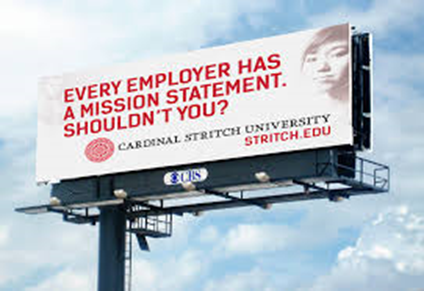 EVERY EMPLOYER HAS
A MISSION STATEMENT.
SHOULDN'T YOU?
CARDINAL STRITCH UNIVERSITY
STRITCH.EDU
CBS